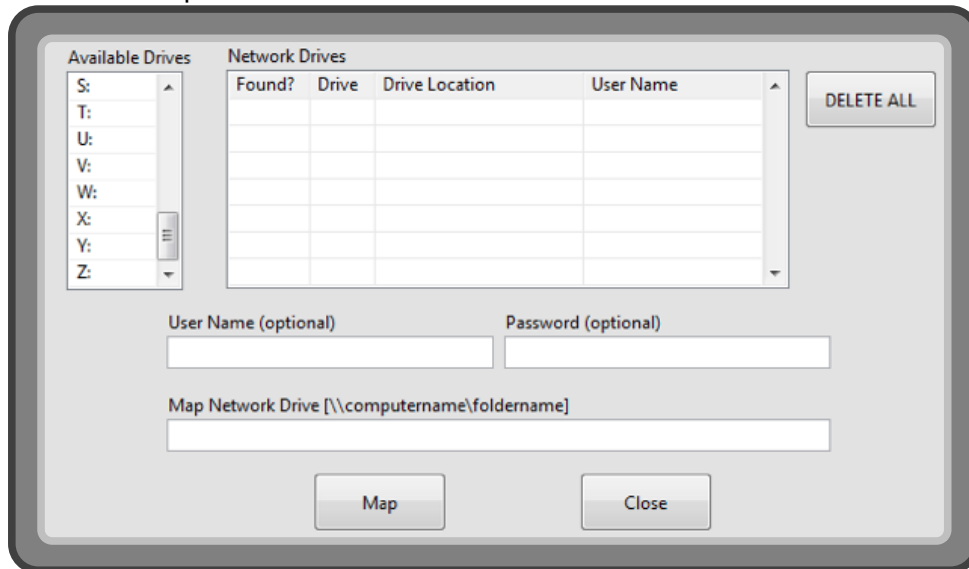 Available Drives
S:
T:
U:
V:
W:
X:
Y:
Z:
Network Drives
Found? Drive Drive Location User Name
DELETE ALL
User Name (optional) Password (optional)
Map Network Drive [\\computername\foldername]
Map Close